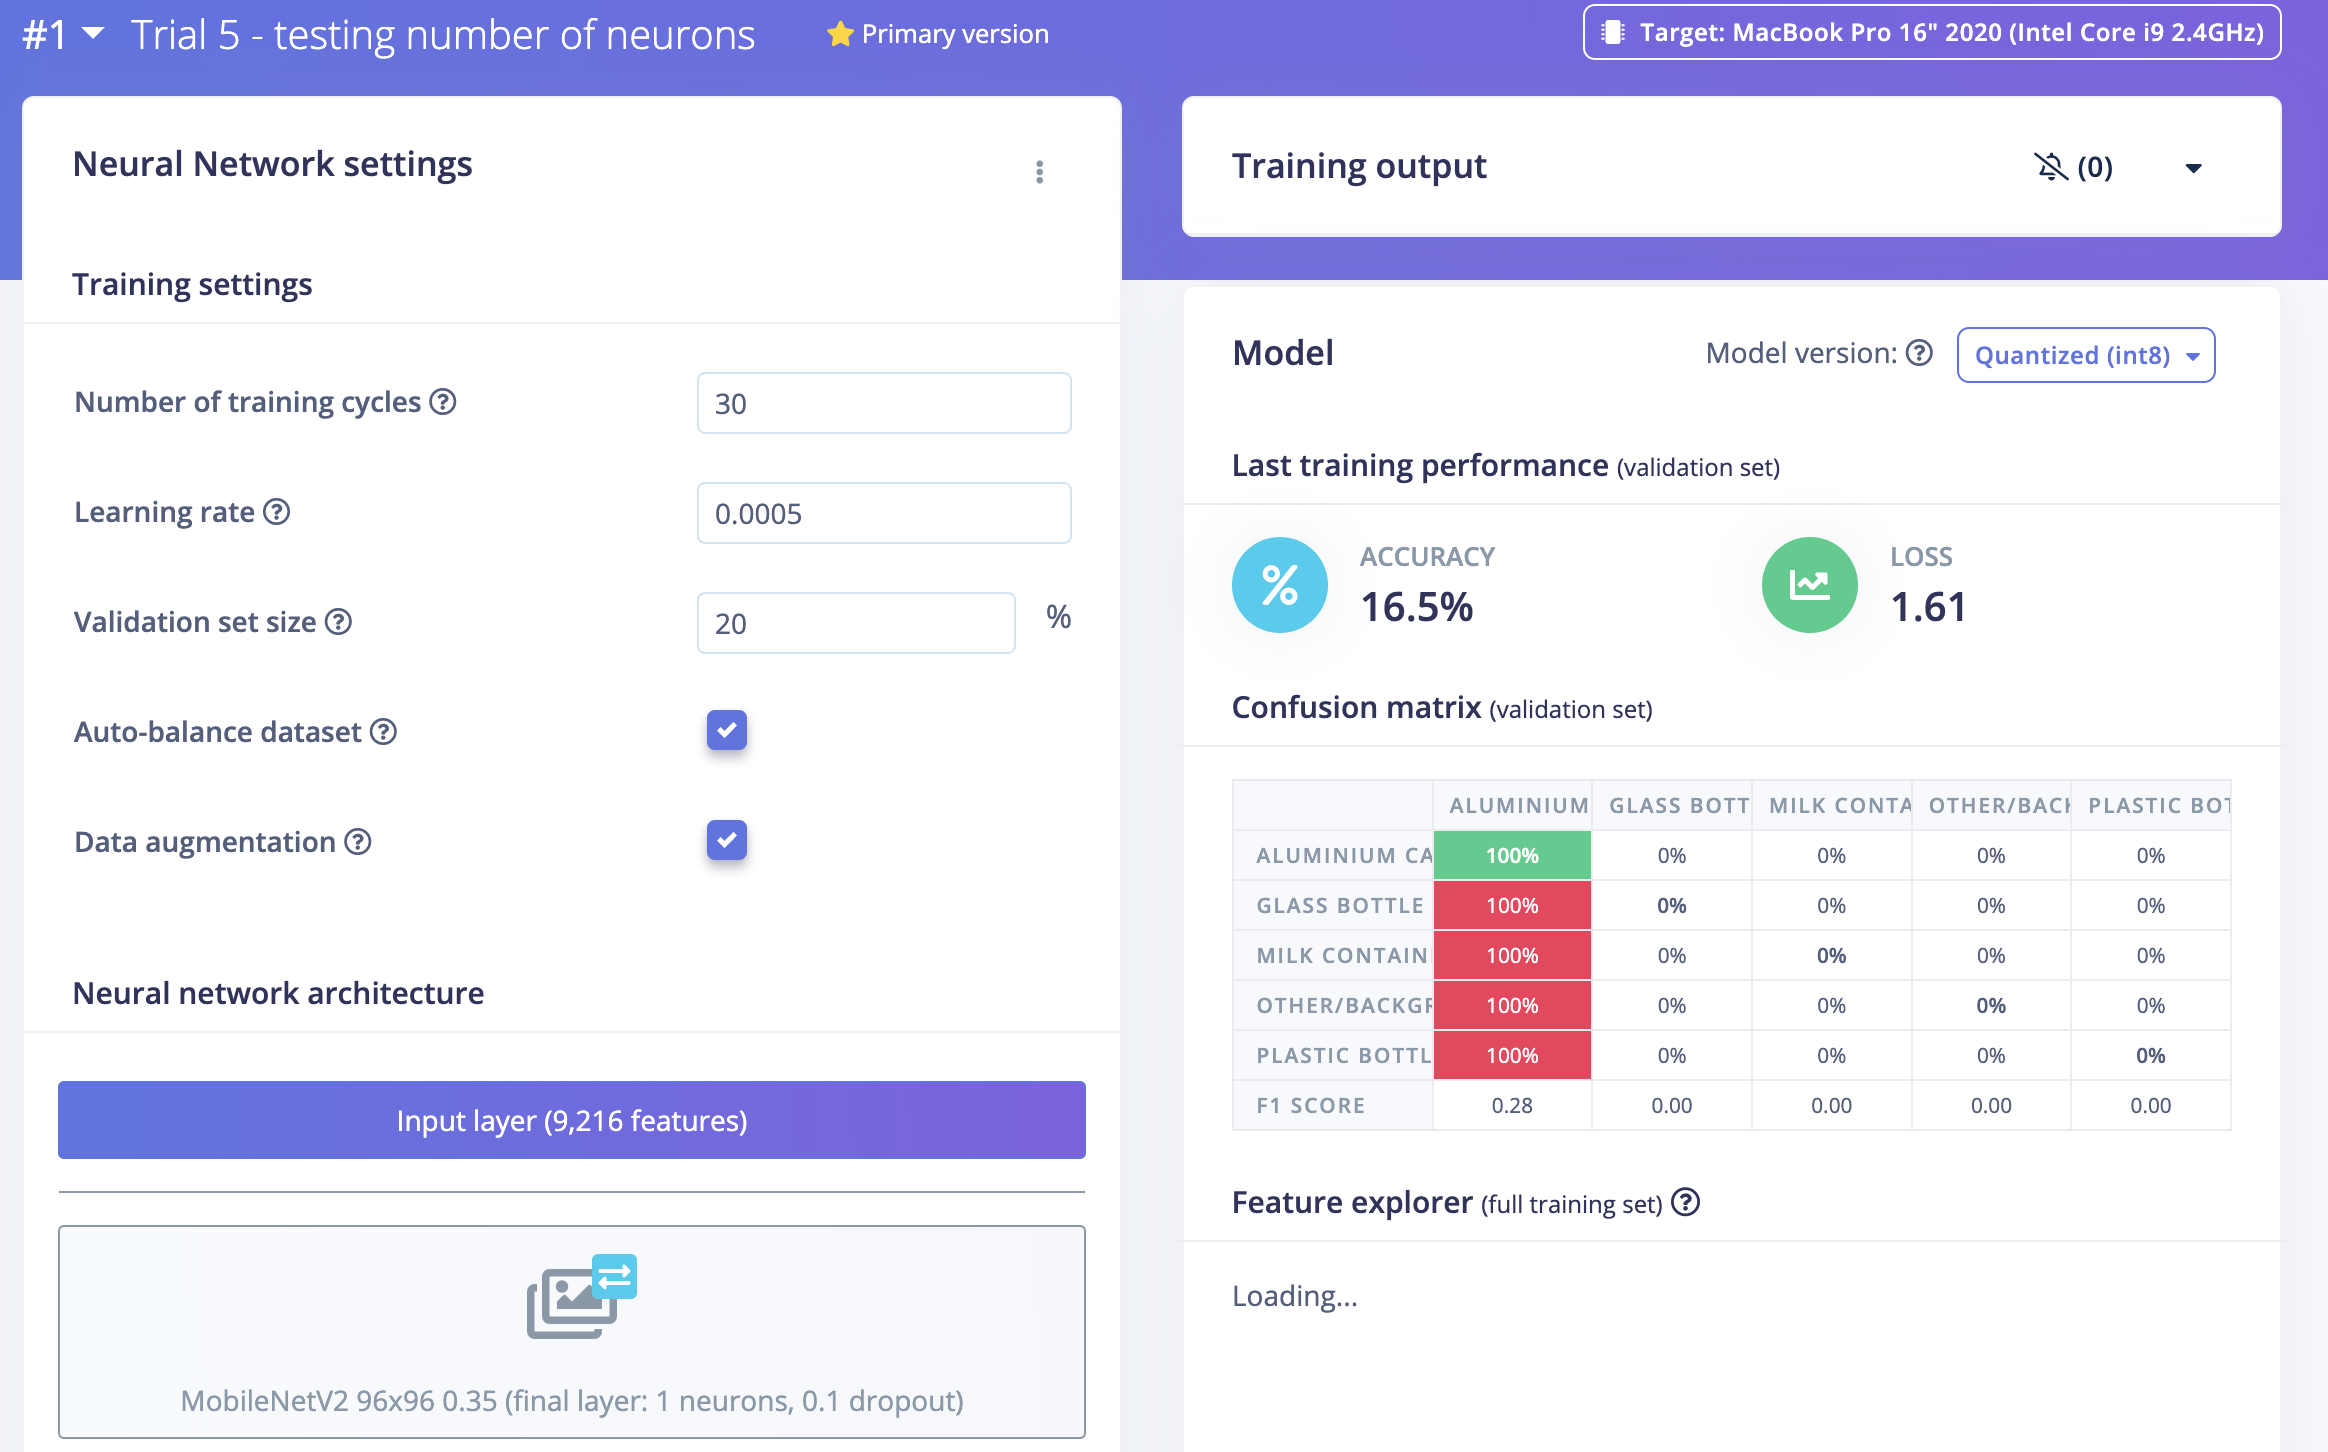 #1 Trial 5 - testing number of neurons Primary version Target: MacBook Pro 16" 2020 (Intel Core i9 2.4GHz)
Neural Network settings
Training settings
Number of training cycles ? 30
Learning rate ? 0.0005
Validation set size ? 20 %
Auto-balance dataset ?
Data augmentation ?
Neural network architecture
Input layer (9,216 features)
MobileNetV2 96x96 0.35 (final layer: 1 neurons, 0.1 dropout)
Training output (0)
Model Model version: ? Quantized (int8)
Last training performance (validation set)
% ACCURACY LOSS
16.5% 1.61
Confusion matrix (validation set)
ALUMINIUM GLASS BOTT MILK CONTA OTHER/BACK PLASTIC BOT
ALUMINIUM CA 100% 0% 0% 0% 0%
GLASS BOTTLE 100% 0% 0% 0% 0%
MILK CONTAIN 100% 0% 0% 0% 0%
OTHER/BACKGR 100% 0% 0% 0% 0%
PLASTIC BOTTL 100% 0% 0% 0% 0%
F1 SCORE 0.28 0.00 0.00 0.00 0.00
Feature explorer (full training set) ?
Loading...